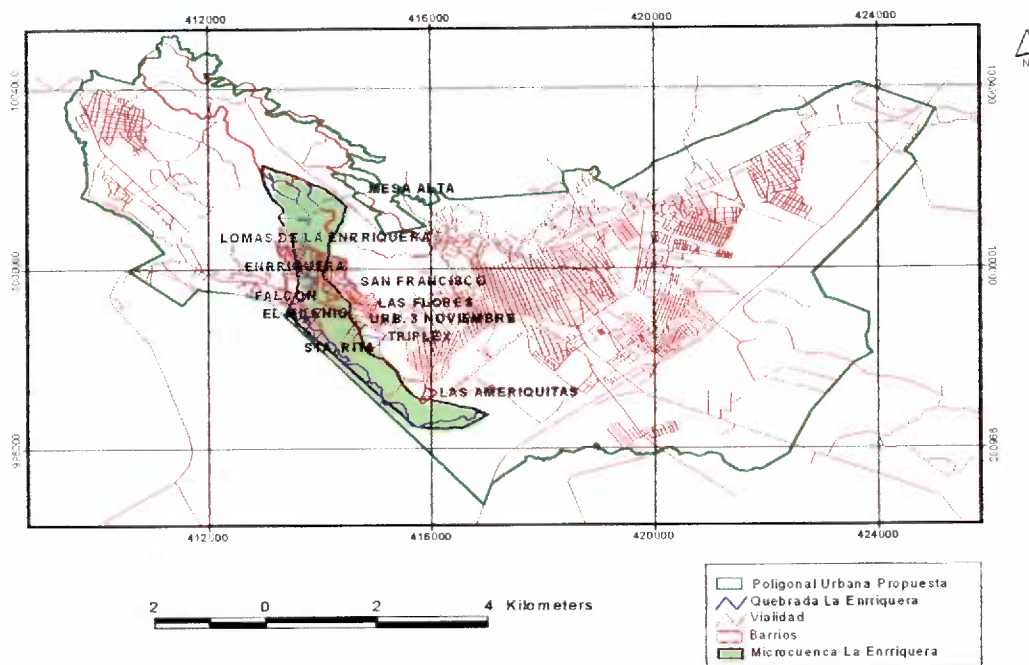 412000 416000 420000 424000
N
MESA ALTA
LOMAS DE LA ENRRIQUERA
ENRRIQUERA
SAN FRANCISCO
FALCON
LAS FLORES
EL MILENIO
URB. 3 NOVIEMBRE
TRIPLEX
STA. RITA
LAS AMERIQUITAS
412000 416000 420000 424000
2 0 2 4 Kilometers
Poligonal Urbana Propuesta
Quebrada La Enrriquera
Vialidad
Barrios
Microcuenca La Enrriquera